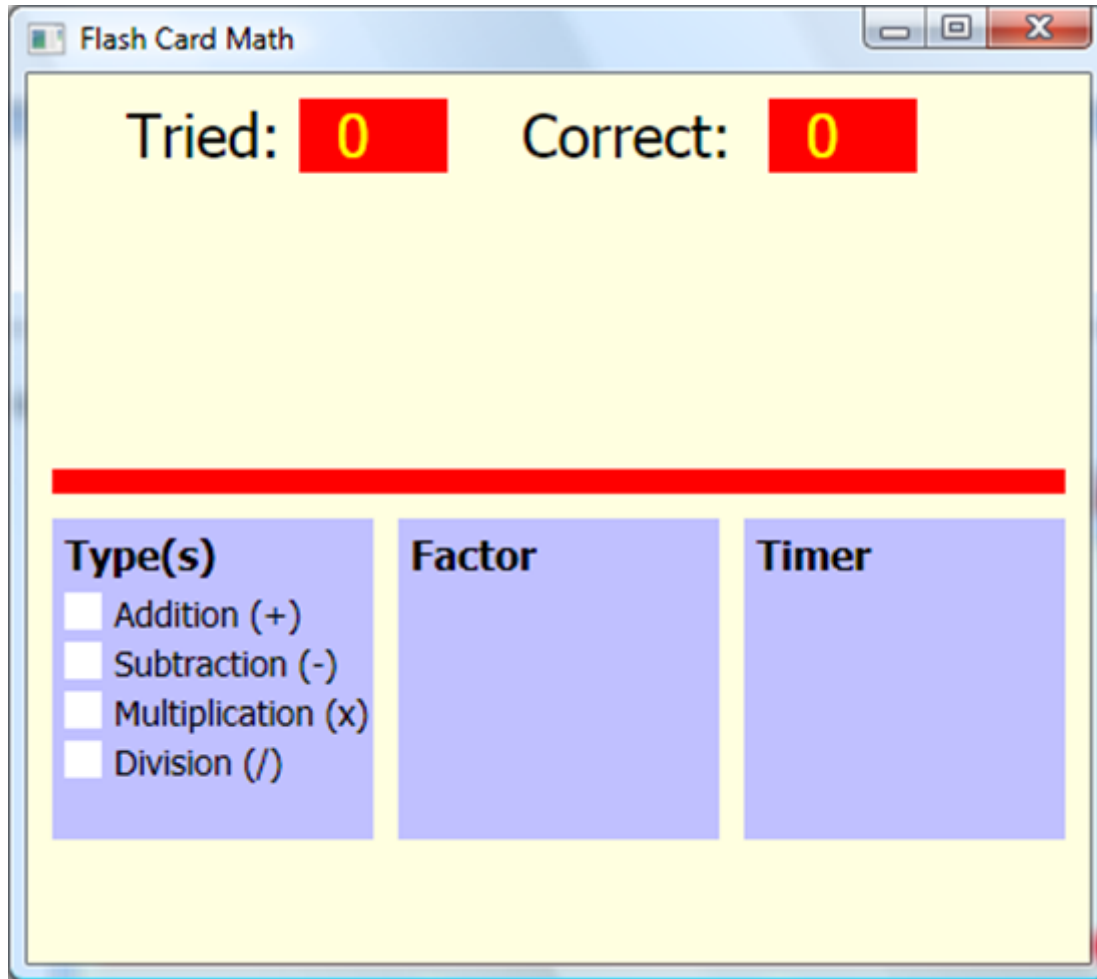 Flash Card Math
Tried: 0 Correct: 0
Type(s)
Addition (+)
Subtraction (-)
Multiplication (x)
Division (/)
Factor
Timer